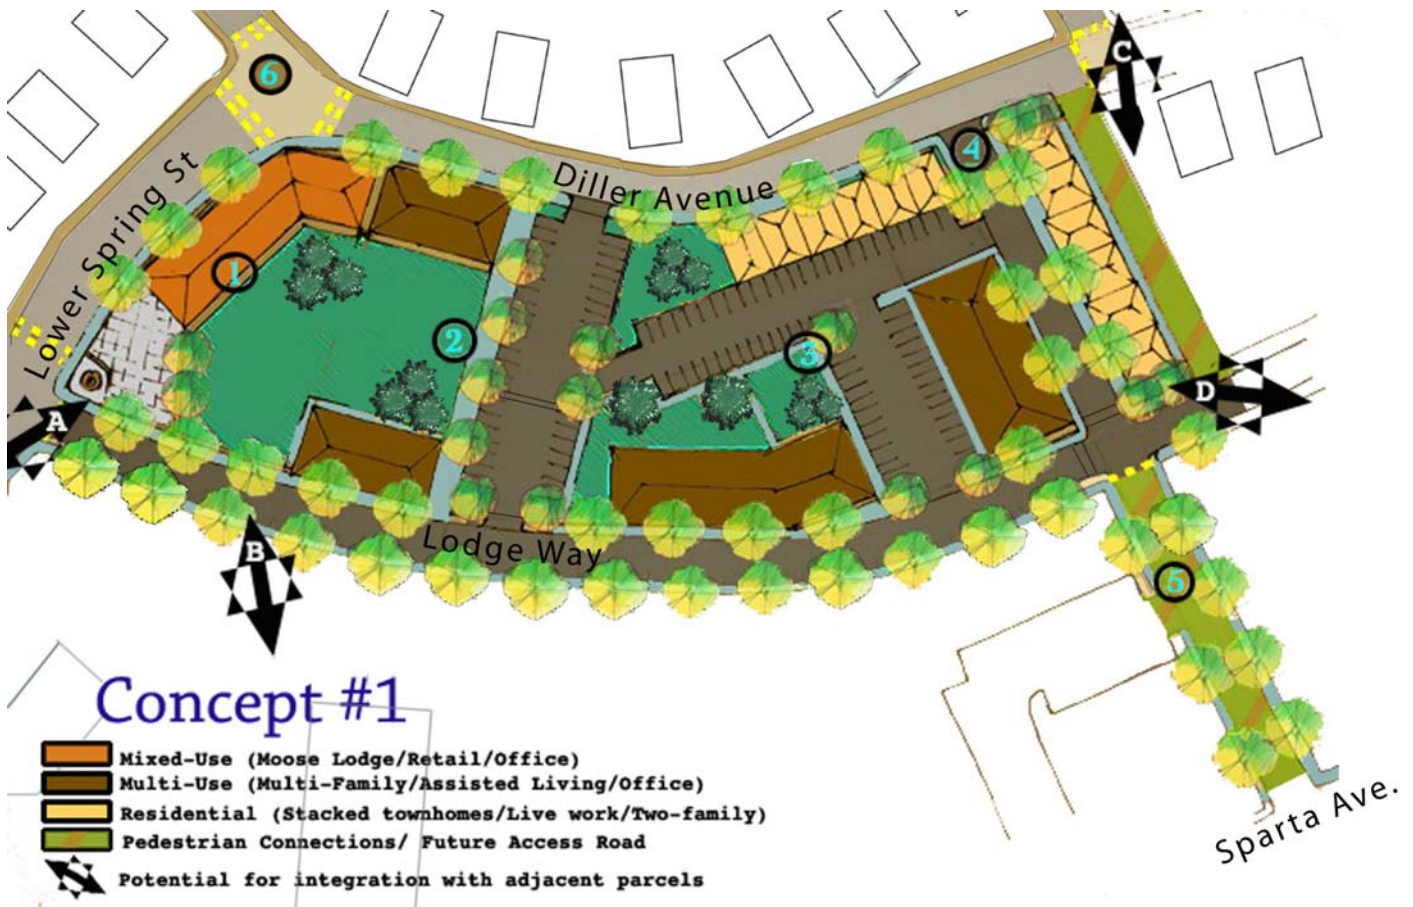 6
C
4
Diller Avenue
Lower Spring St
1
2
3
D
A
Lodge Way
B
5
Concept #1
Mixed-Use (Moose Lodge/Retail/Office)
Multi-Use (Multi-Family/Assisted Living/Office)
Residential (Stacked townhomes/Live work/Two-family)
Pedestrian Connections/ Future Access Road
Potential for integration with adjacent parcels
Sparta Ave.